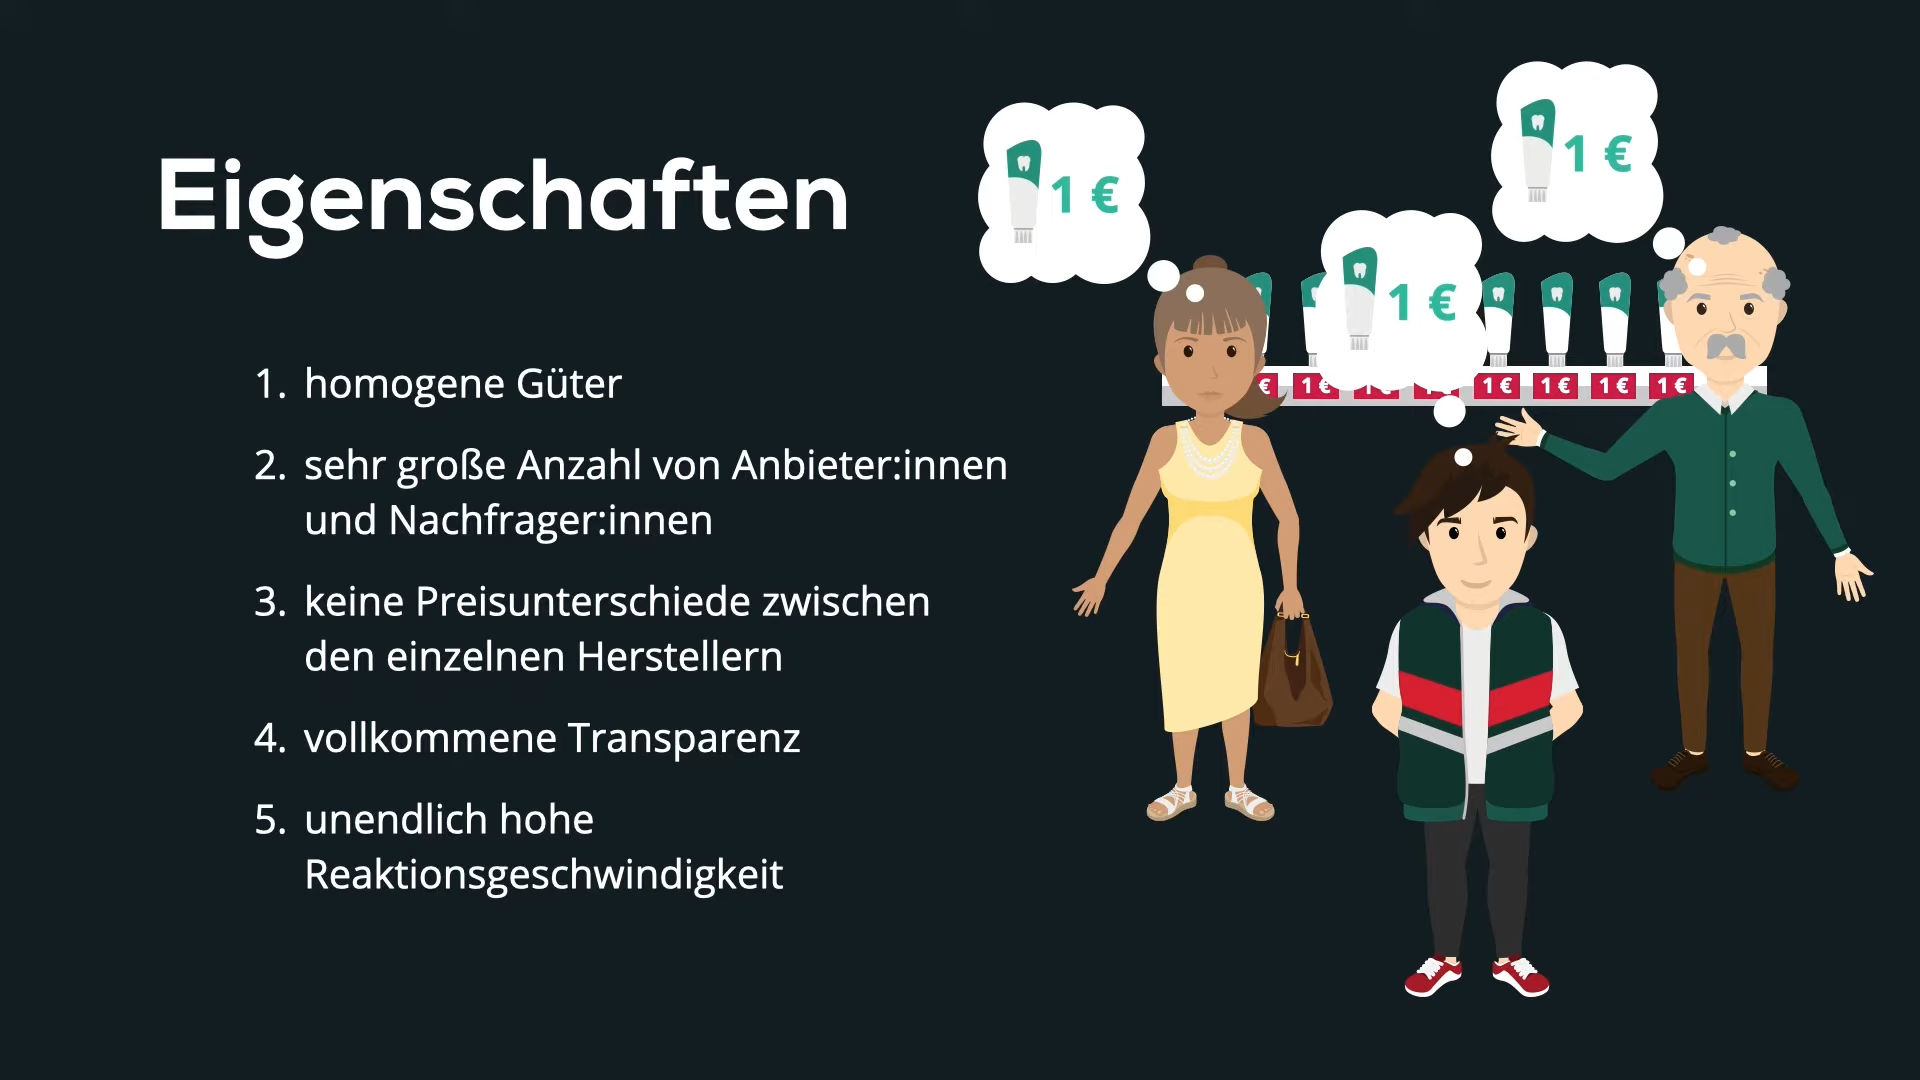 Eigenschaften
1. homogene Güter
2. sehr große Anzahl von Anbieter:innen
und Nachfrager:innen
3. keine Preisunterschiede zwischen
den einzelnen Herstellern
4. vollkommene Transparenz
5. unendlich hohe
Reaktionsgeschwindigkeit
1 €
1 €
1 €
€ 1 € 1 € 1 € 1 € 1 €